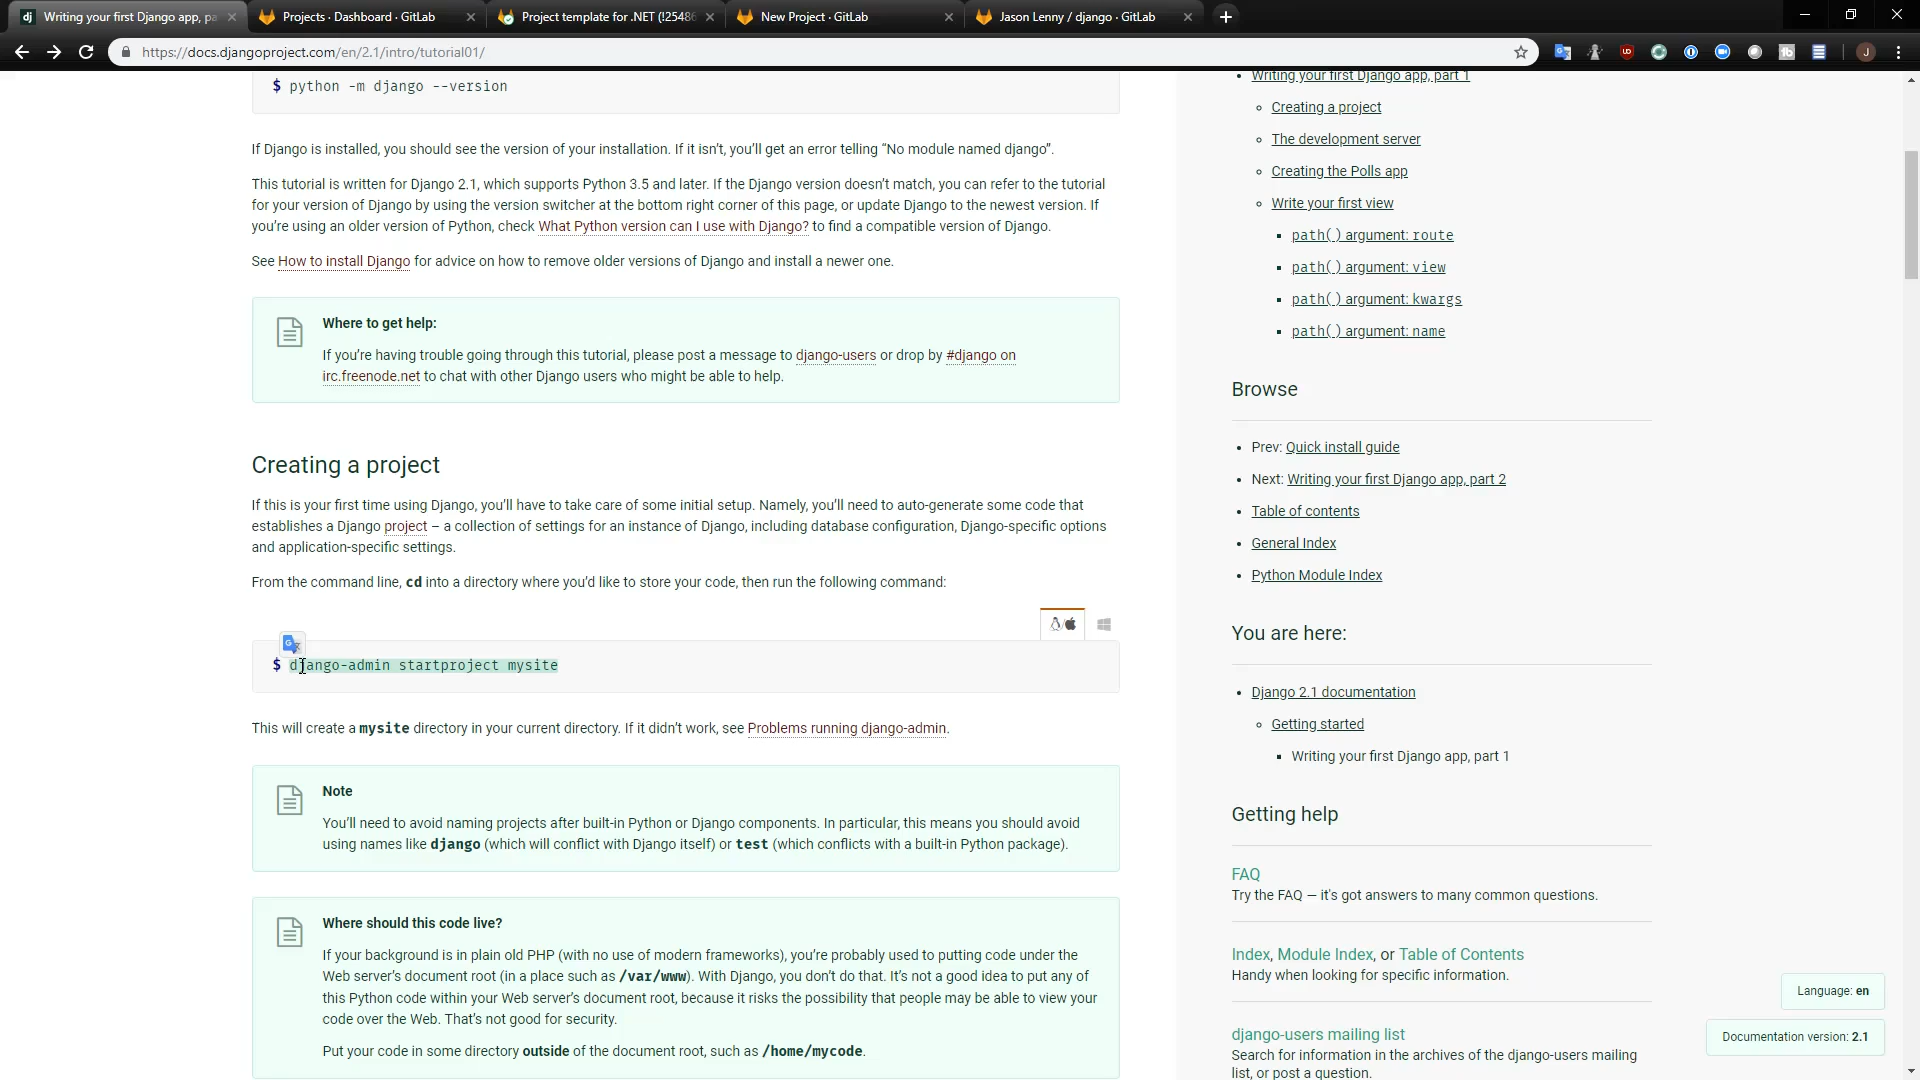 Writing your first Django app, pa
Projects · Dashboard · GitLab
Project template for .NET (!25486
New Project · GitLab
Jason Lenny / django · GitLab
https://docs.djangoproject.com/en/2.1/intro/tutorial01/
$ python -m django --version
If Django is installed, you should see the version of your installation. If it isn’t, you’ll get an error telling “No module named django”.
This tutorial is written for Django 2.1, which supports Python 3.5 and later. If the Django version doesn’t match, you can refer to the tutorial
for your version of Django by using the version switcher at the bottom right corner of this page, or update Django to the newest version. If
you’re using an older version of Python, check What Python version can I use with Django? to find a compatible version of Django.
See How to install Django for advice on how to remove older versions of Django and install a newer one.
Where to get help:
If you’re having trouble going through this tutorial, please post a message to django-users or drop by #django on
irc.freenode.net to chat with other Django users who might be able to help.
Creating a project
If this is your first time using Django, you’ll have to take care of some initial setup. Namely, you’ll need to auto-generate some code that
establishes a Django project – a collection of settings for an instance of Django, including database configuration, Django-specific options
and application-specific settings.
From the command line, cd into a directory where you’d like to store your code, then run the following command:
$ django-admin startproject mysite
This will create a mysite directory in your current directory. If it didn’t work, see Problems running django-admin.
Note
You’ll need to avoid naming projects after built-in Python or Django components. In particular, this means you should avoid
using names like django (which will conflict with Django itself) or test (which conflicts with a built-in Python package).
Where should this code live?
If your background is in plain old PHP (with no use of modern frameworks), you’re probably used to putting code under the
Web server’s document root (in a place such as /var/www). With Django, you don’t do that. It’s not a good idea to put any of
this Python code within your Web server’s document root, because it risks the possibility that people may be able to view your
code over the Web. That’s not good for security.
Put your code in some directory outside of the document root, such as /home/mycode.
Writing your first Django app, part 1
Creating a project
The development server
Creating the Polls app
Write your first view
path() argument: route
path() argument: view
path() argument: kwargs
path() argument: name
Browse
Prev: Quick install guide
Next: Writing your first Django app, part 2
Table of contents
General Index
Python Module Index
You are here:
Django 2.1 documentation
Getting started
Writing your first Django app, part 1
Getting help
FAQ
Try the FAQ — it's got answers to many common questions.
Index, Module Index, or Table of Contents
Handy when looking for specific information.
django-users mailing list
Search for information in the archives of the django-users mailing
list, or post a question.
Language: en
Documentation version: 2.1